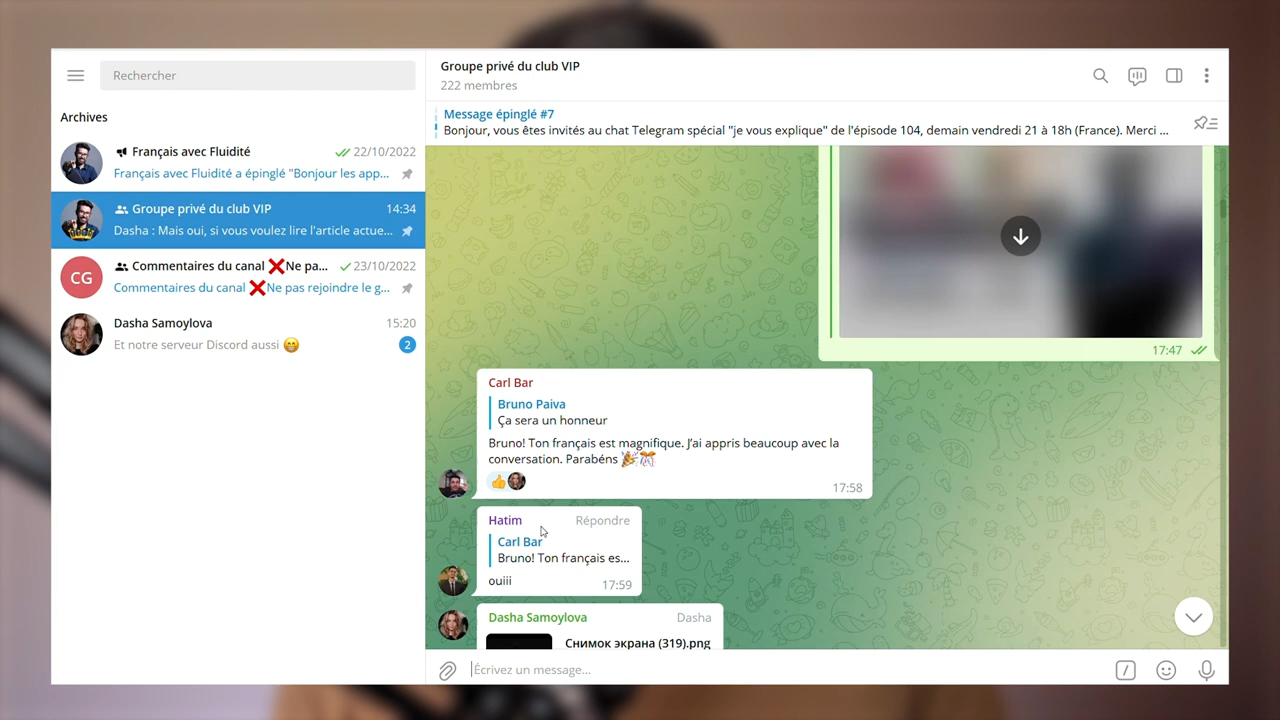 Rechercher
Archives
Français avec Fluidité
22/10/2022
Français avec Fluidité a épinglé "Bonjour les app...
Groupe privé du club VIP
14:34
Dasha : Mais oui, si vous voulez lire l'article actue...
CG
Commentaires du canal ❌Ne pa...
23/10/2022
Commentaires du canal ❌Ne pas rejoindre le g...
Dasha Samoylova
15:20
Et notre serveur Discord aussi 😁
2
Groupe privé du club VIP
222 membres
Message épinglé #7
Bonjour, vous êtes invités au chat Telegram spécial "je vous explique" de l'épisode 104, demain vendredi 21 à 18h (France). Merci ...
17:47
Carl Bar
Bruno Paiva
Ça sera un honneur
Bruno! Ton français est magnifique. J'ai appris beaucoup avec la
conversation. Parabéns 🎉🎊
👍
17:58
Hatim
Répondre
Carl Bar
Bruno! Ton français es...
ouiii
17:59
Dasha Samoylova
Dasha
Снимок экрана (319).png
Écrivez un message...